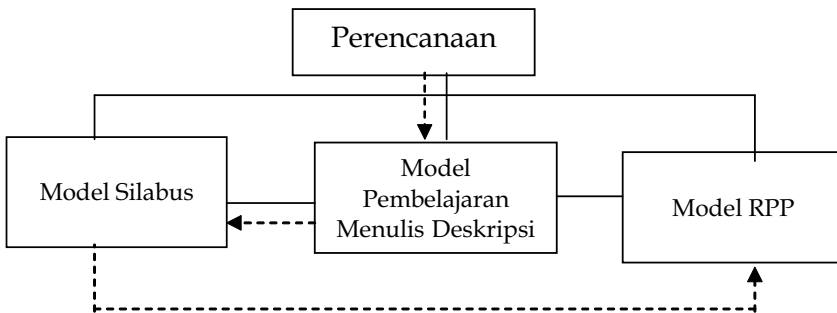 Perencanaan
Model Silabus
Model
Pembelajaran
Menulis Deskripsi
Model RPP